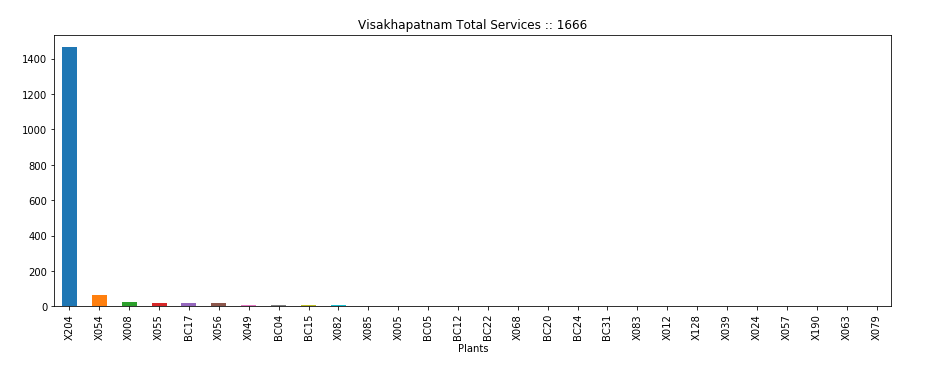 Visakhapatnam Total Services :: 1666
1400
1200
1000
800
600
400
200
0
X204
X054
X008
X055
BC17
X056
X049
BC04
BC15
X082
X085
X005
BC05
BC12
BC22
X068
BC20
BC24
BC31
X083
X012
X128
X039
X024
X057
X190
X063
X079
Plants